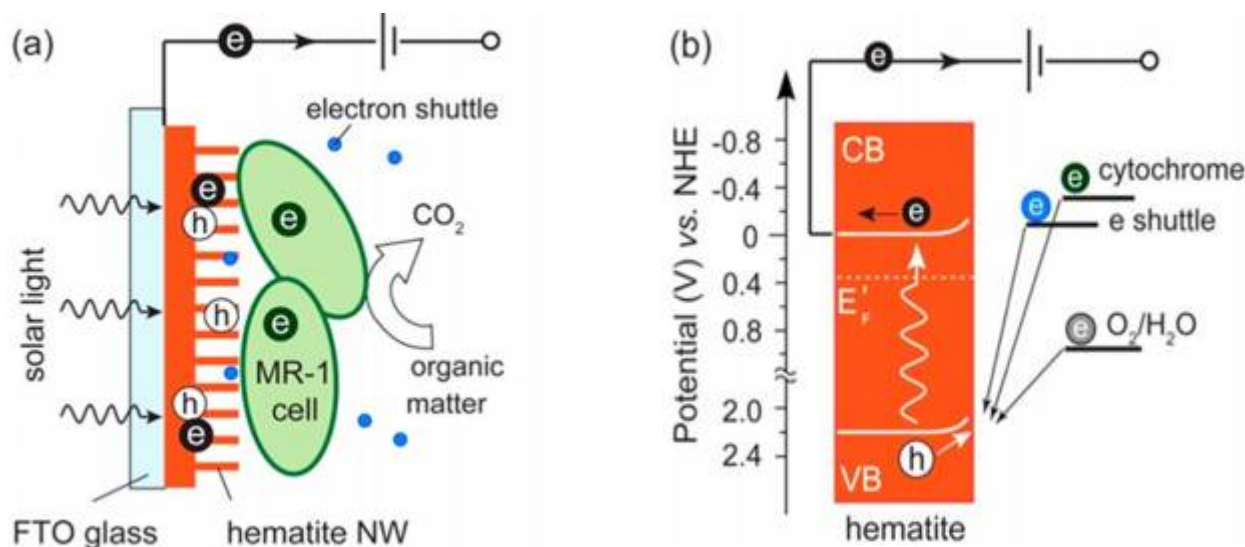 (a)
e
electron shuttle
e
h
e
CO₂
h
e
h
e
MR-1
cell
organic
matter
solar light
FTO glass
hematite NW
(b)
e
Potential (V) vs. NHE
-0.8
-0.4
0
0.4
0.8
2.0
2.4
CB
e
E'F
h
VB
hematite
e
cytochrome
e
e shuttle
e
O₂/H₂O